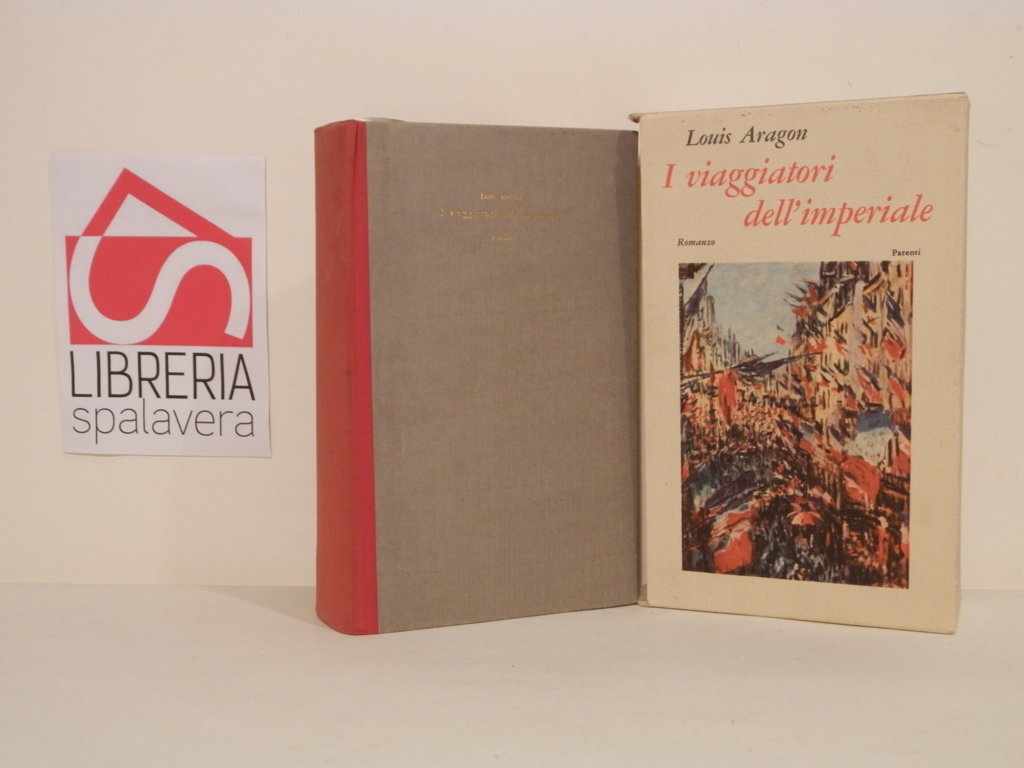 LIBRERIA
spalavera
Louis Aragon
I viaggiatori
dell'imperiale
Romanzo
Parenti